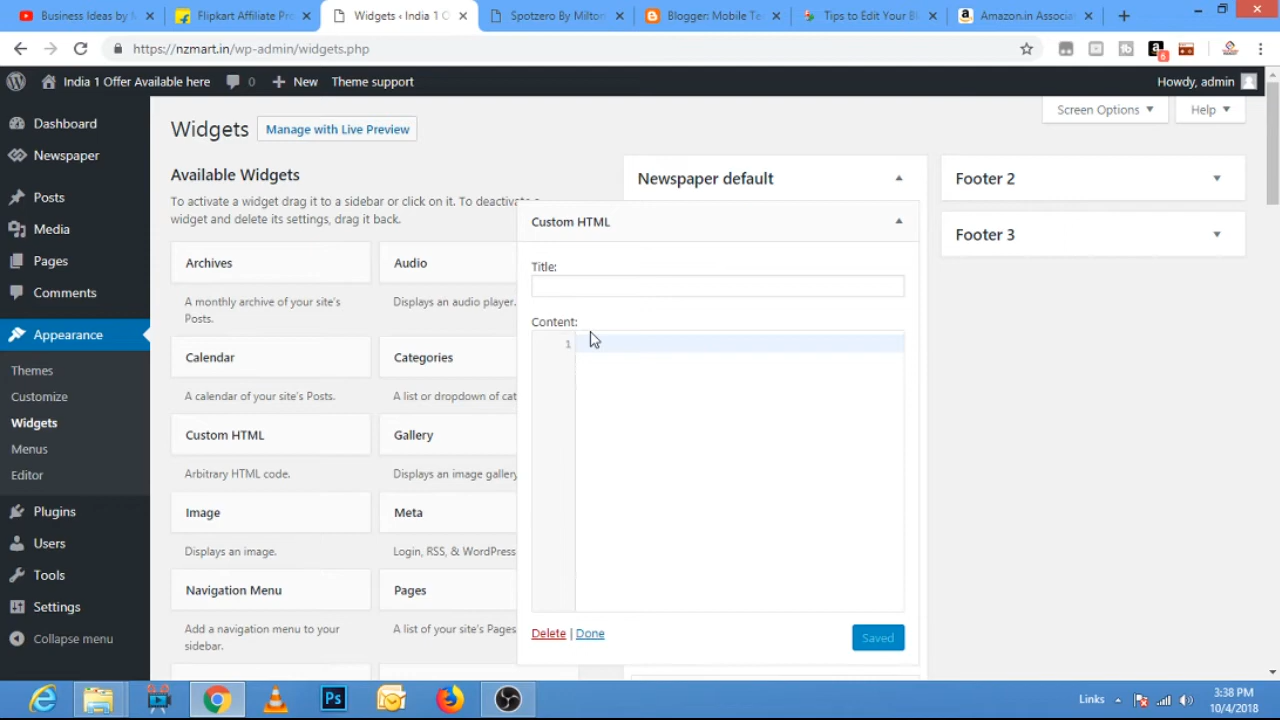 Business Ideas by M
Flipkart Affiliate Pro
Widgets ‹ India 1 O
Spotzero By Milton
Blogger: Mobile Te
Tips to Edit Your Bl
Amazon.in Associat
https://nzmart.in/wp-admin/widgets.php
India 1 Offer Available here
0
New
Theme support
Howdy, admin
Dashboard
Newspaper
Posts
Media
Pages
Comments
Appearance
Themes
Customize
Widgets
Menus
Editor
Plugins
Users
Tools
Settings
Collapse menu
Screen Options
Help
Widgets
Manage with Live Preview
Available Widgets
To activate a widget drag it to a sidebar or click on it. To deactivate a
widget and delete its settings, drag it back.
Archives
A monthly archive of your site's
Posts.
Audio
Displays an audio player.
Calendar
A calendar of your site's Posts.
Categories
A list or dropdown of cat
Custom HTML
Arbitrary HTML code.
Gallery
Displays an image gallery
Image
Displays an image.
Meta
Login, RSS, & WordPress
Navigation Menu
Add a navigation menu to your
sidebar.
Pages
A list of your site's Pages
Newspaper default
Custom HTML
Title:
Content:
1
Delete | Done
Saved
Footer 2
Footer 3
Ps
Links
3:38 PM
10/4/2018